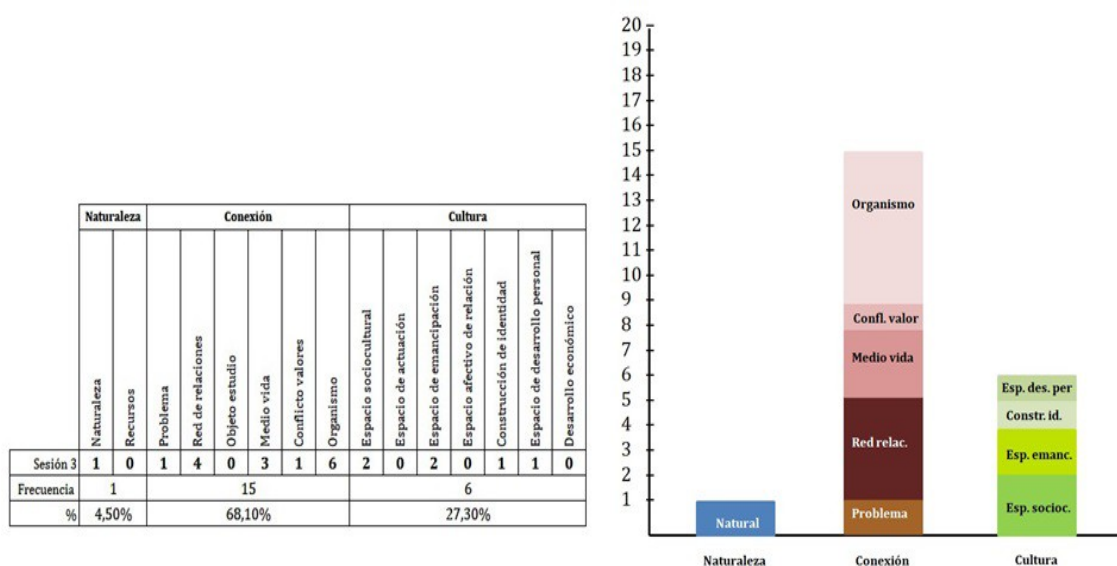 Naturaleza Conexión Cultura
Naturaleza
Recursos
Problema
Red de relaciones
Objeto estudio
Medio vida
Conflicto valores
Organismo
Espacio sociocultural
Espacio de actuación
Espacio de emancipación
Espacio afectivo de relación
Construcción de identidad
Espacio de desarrollo personal
Desarrollo económico
Sesión 3 1 0 1 4 0 3 1 6 2 0 2 0 1 1 0
Frecuencia 1 15 6
% 4,50% 68,10% 27,30%
20
19
18
17
16
15
14
13
12
11
10
9
8
7
6
5
4
3
2
1
Natural
Organismo
Confl. valor
Medio vida
Red relac.
Problema
Esp. des. per
Constr. id.
Esp. emanc.
Esp. socioc.
Naturaleza Conexión Cultura